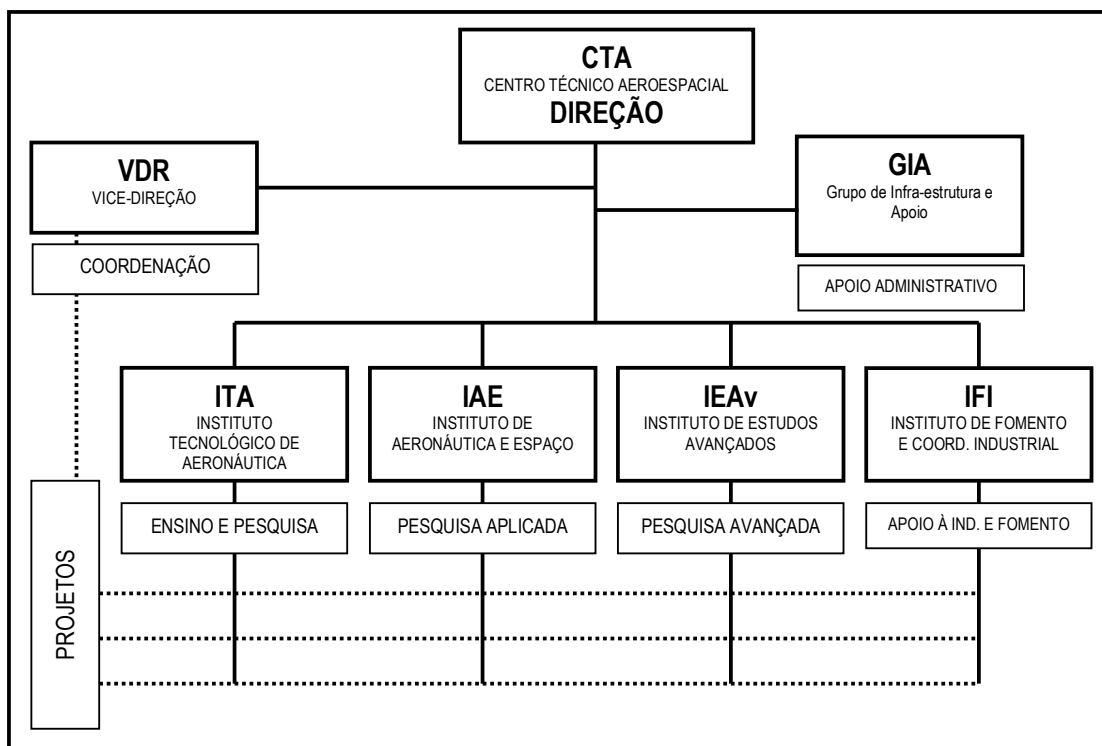 CTA
CENTRO TÉCNICO AEROESPACIAL
DIREÇÃO
VDR
VICE-DIREÇÃO
COORDENAÇÃO
GIA
Grupo de Infra-estrutura e
Apoio
APOIO ADMINISTRATIVO
ITA
INSTITUTO
TECNOLÓGICO DE
AERONÁUTICA
ENSINO E PESQUISA
IAE
INSTITUTO DE
AERONÁUTICA E ESPAÇO
PESQUISA APLICADA
IEAv
INSTITUTO DE ESTUDOS
AVANÇADOS
PESQUISA AVANÇADA
IFI
INSTITUTO DE FOMENTO
E COORD. INDUSTRIAL
APOIO À IND. E FOMENTO
PROJETOS